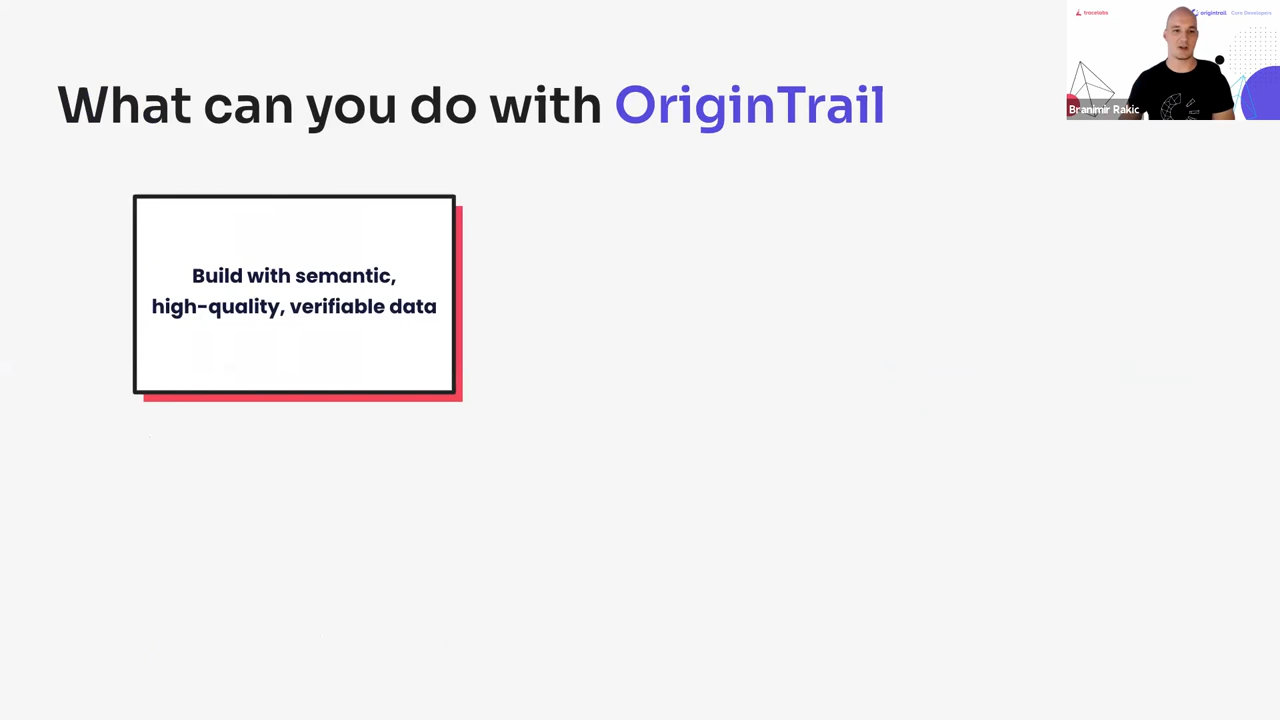 What can you do with OriginTrail
Build with semantic,
high-quality, verifiable data
tracelabs
origintrail Core Developers
Branimir Rakic